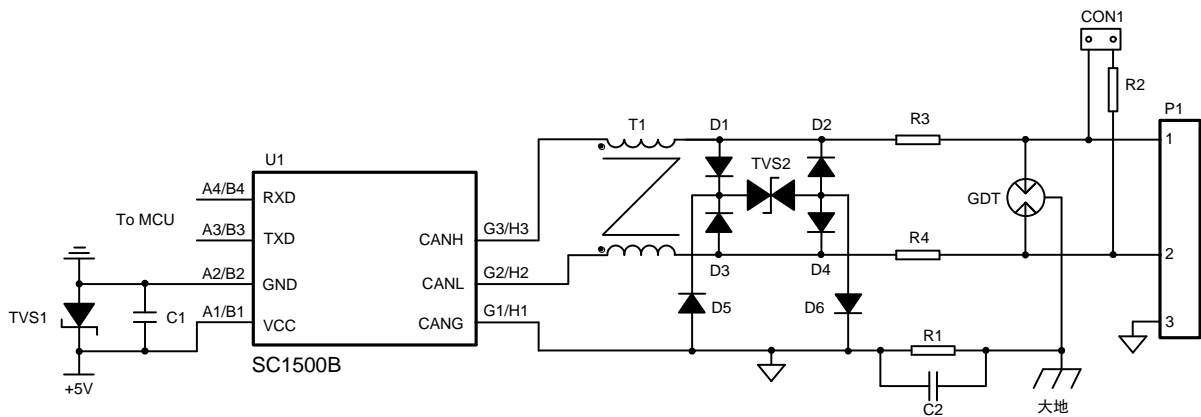 CON1
R2
P1
T1
D1
D2
R3
1
U1
TVS2
A4/B4
RXD
GDT
To MCU
A3/B3
TXD
CANH
G3/H3
R4
A2/B2
GND
CANL
G2/H2
D3
D4
2
TVS1
C1
A1/B1
VCC
CANG
G1/H1
D5
D6
3
SC1500B
R1
+5V
C2
大地